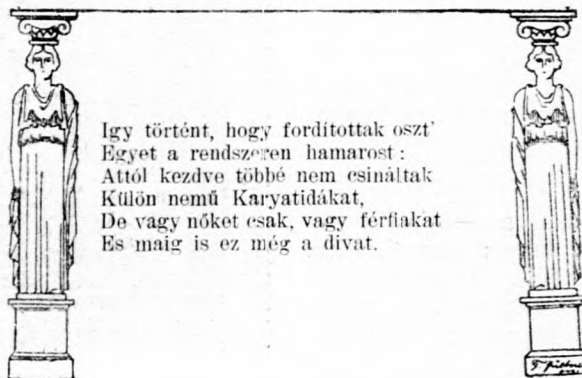 Igy történt, hogy fordítottak oszt'
Egyet a rendszeren hamarost:
Attól kezdve többé nem csináltak
Külön nemű Karyatidákat,
De vagy nőket csak, vagy férfiakat
Es maig is ez még a divat.